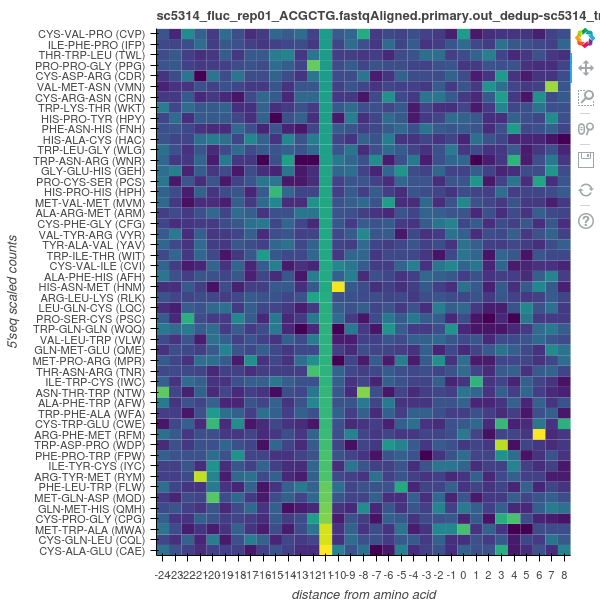 sc5314_fluc_rep01_ACGCTG.fastqAligned.primary.out_dedup-sc5314_tr
CYS-VAL-PRO (CVP)
ILE-PHE-PRO (IFP)
THR-TRP-LEU (TWL)
PRO-PRO-GLY (PPG)
CYS-ASP-ARG (CDR)
VAL-MET-ASN (VMN)
CYS-ARG-ASN (CRN)
TRP-LYS-THR (WKT)
HIS-PRO-TYR (HPY)
PHE-ASN-HIS (FNH)
HIS-ALA-CYS (HAC)
TRP-LEU-GLY (WLG)
TRP-ASN-ARG (WNR)
GLY-GLU-HIS (GEH)
PRO-CYS-SER (PCS)
HIS-PRO-HIS (HPH)
MET-VAL-MET (MVM)
ALA-ARG-MET (ARM)
CYS-PHE-GLY (CFG)
VAL-TYR-ARG (VYR)
TYR-ALA-VAL (YAV)
TRP-ILE-THR (WIT)
CYS-VAL-ILE (CVI)
ALA-PHE-HIS (AFH)
HIS-ASN-MET (HNM)
ARG-LEU-LYS (RLK)
LEU-GLN-CYS (LQC)
PRO-SER-CYS (PSC)
TRP-GLN-GLN (WQQ)
VAL-LEU-TRP (VLW)
GLN-MET-GLU (QME)
MET-PRO-ARG (MPR)
THR-ASN-ARG (TNR)
ILE-TRP-CYS (IWC)
ASN-THR-TRP (NTW)
ALA-PHE-TRP (AFW)
TRP-PHE-ALA (WFA)
CYS-TRP-GLU (CWE)
ARG-PHE-MET (RFM)
TRP-ASP-PRO (WDP)
PHE-PRO-TRP (FPW)
ILE-TYR-CYS (IYC)
ARG-TYR-MET (RYM)
PHE-LEU-TRP (FLW)
MET-GLN-ASP (MQD)
GLN-MET-HIS (QMH)
CYS-PRO-GLY (CPG)
MET-TRP-ALA (MWA)
CYS-GLN-LEU (CQL)
CYS-ALA-GLU (CAE)
5'seq scaled counts
-24-23-22-21-20-19-18-17-16-15-14-13-12-11-10-9 -8 -7 -6 -5 -4 -3 -2 -1 0 1 2 3 4 5 6 7 8
distance from amino acid